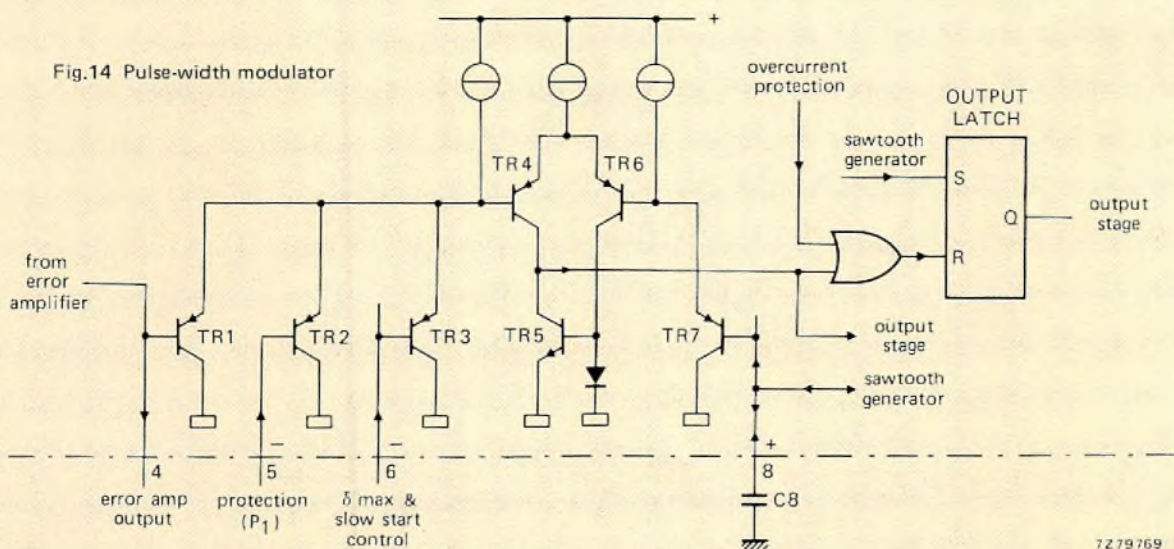 +
Fig.14 Pulse-width modulator
overcurrent
protection
OUTPUT
LATCH
sawtooth
generator
S
TR4
TR6
Q
output
stage
R
from
error
amplifier
TR1
TR2
TR3
TR5
TR7
output
stage
sawtooth
generator
4
5
−
6
−
8
+
error amp
output
protection
(P1)
δ max &
slow start
control
C8
7Z79769